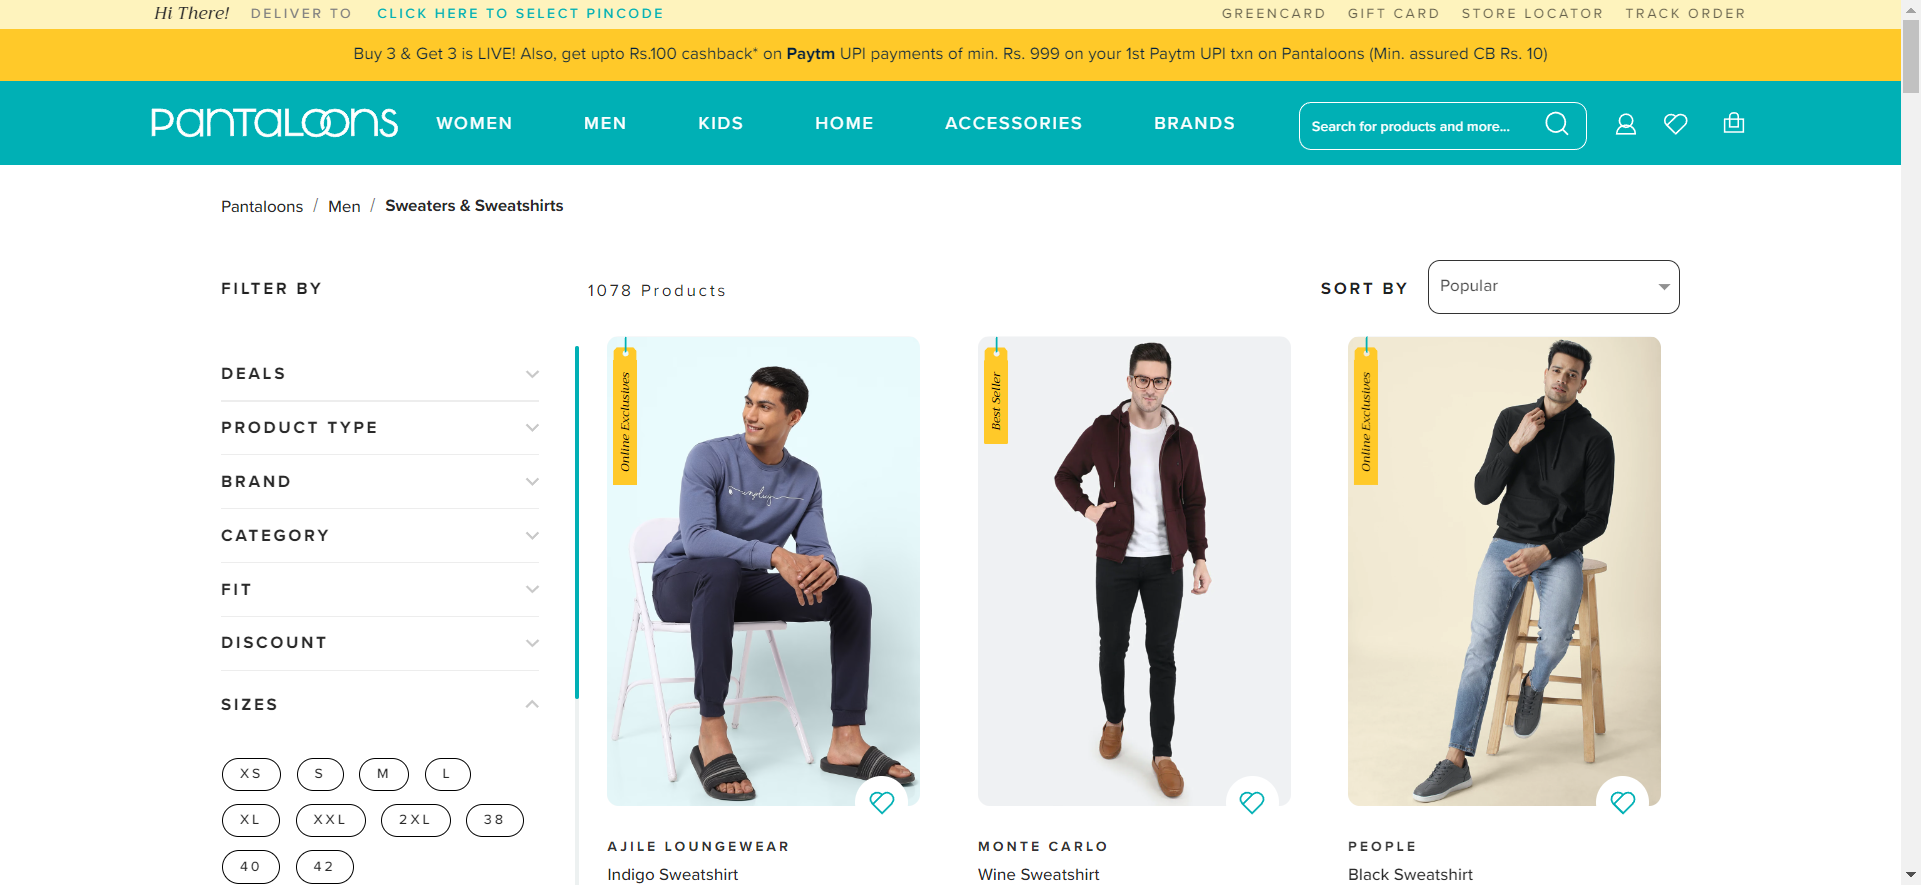 Hi There! DELIVER TO CLICK HERE TO SELECT PINCODE GREENCARD GIFT CARD STORE LOCATOR TRACK ORDER
Buy 3 & Get 3 is LIVE! Also, get upto Rs.100 cashback* on Paytm UPI payments of min. Rs. 999 on your 1st Paytm UPI txn on Pantaloons (Min. assured CB Rs. 10)
PANTALOONS WOMEN MEN KIDS HOME ACCESSORIES BRANDS Search for products and more...
Pantaloons / Men / Sweaters & Sweatshirts
FILTER BY 1078 Products SORT BY Popular
DEALS
PRODUCT TYPE
BRAND
CATEGORY
FIT
DISCOUNT
SIZES
XS S M L
XL XXL 2XL 38
40 42
Online Exclusives
unplug
AJILE LOUNGEWEAR
Indigo Sweatshirt
Best Seller
MONTE CARLO
Wine Sweatshirt
Online Exclusives
PEOPLE
Black Sweatshirt